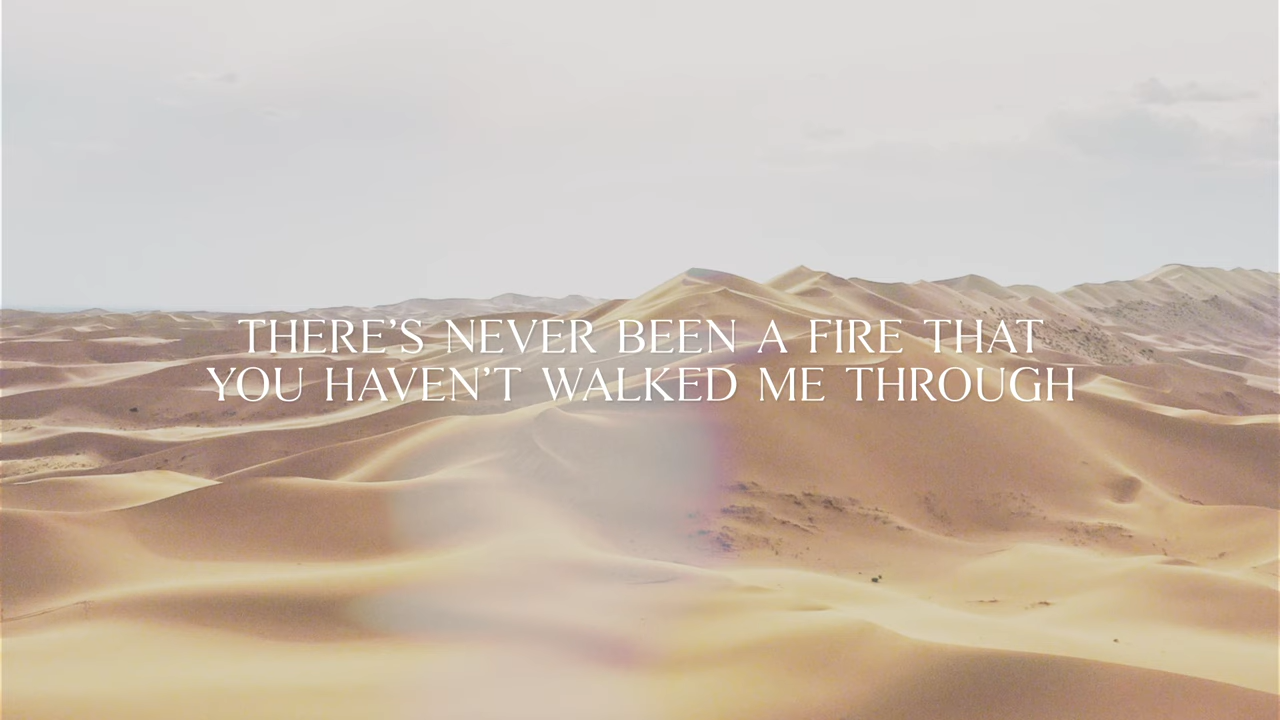 THERE’S NEVER BEEN A FIRE THAT
YOU HAVEN’T WALKED ME THROUGH